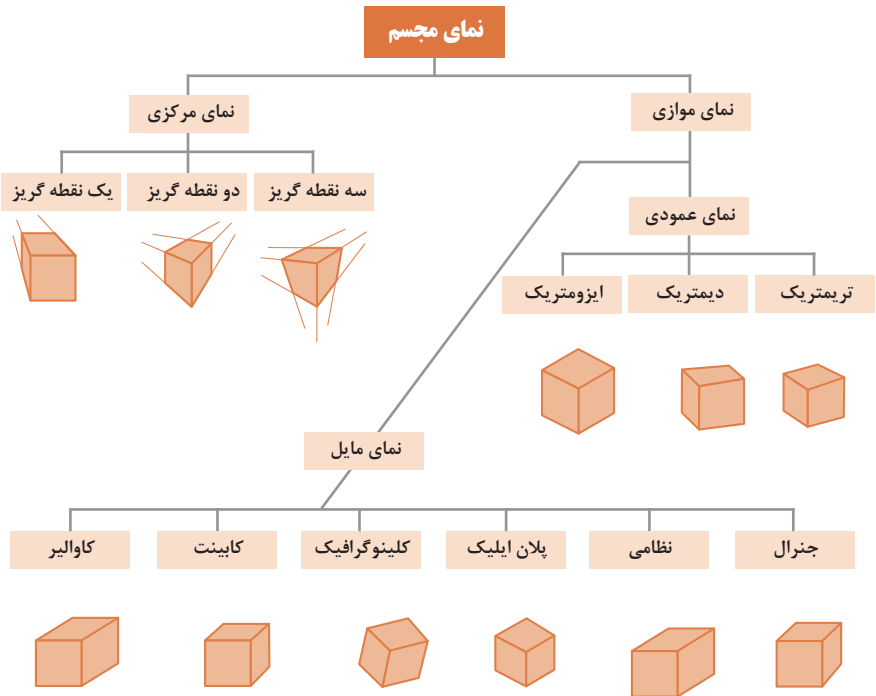 نمای مجسم
نمای موازی
نمای مرکزی
سه نقطه گریز
دو نقطه گریز
یک نقطه گریز
نمای عمودی
تریمتریک
دیمتریک
ایزومتریک
نمای مایل
جنرال
نظامی
پلان ابلیک
کلینوگرافیک
کابینت
کاوالیر